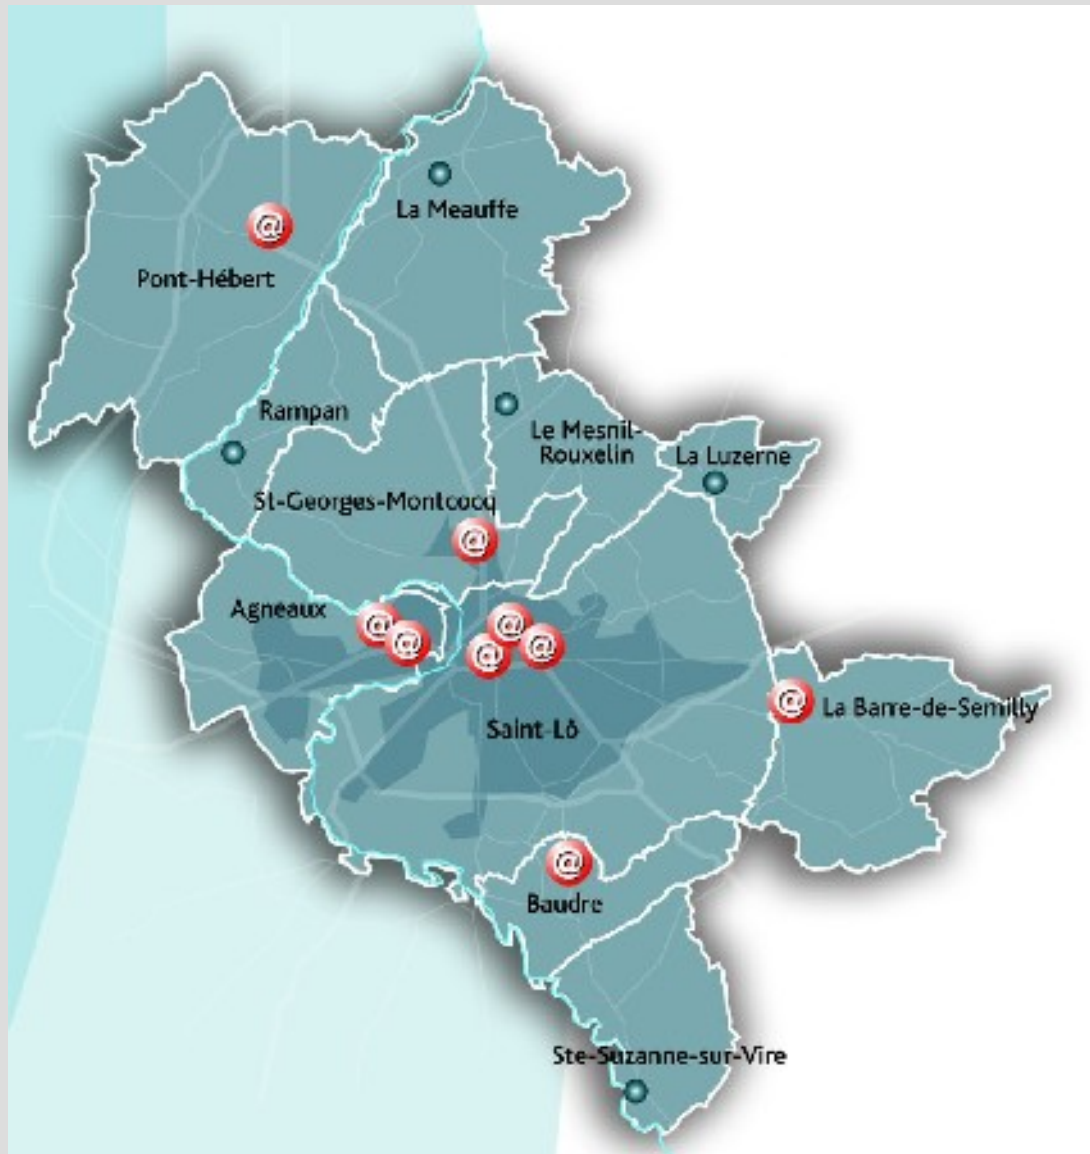 La Meauffe
@
Pont-Hébert
Rampan
Le Mesnil-
Rouxelin
La Luzerne
St-Georges-Montcocq
@
Agneaux
@
@
@
@
@
@
La Barre-de-Semilly
Saint-Lô
@
Baudre
Ste-Suzanne-sur-Vire